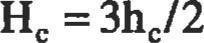 H_c = 3h_c/2